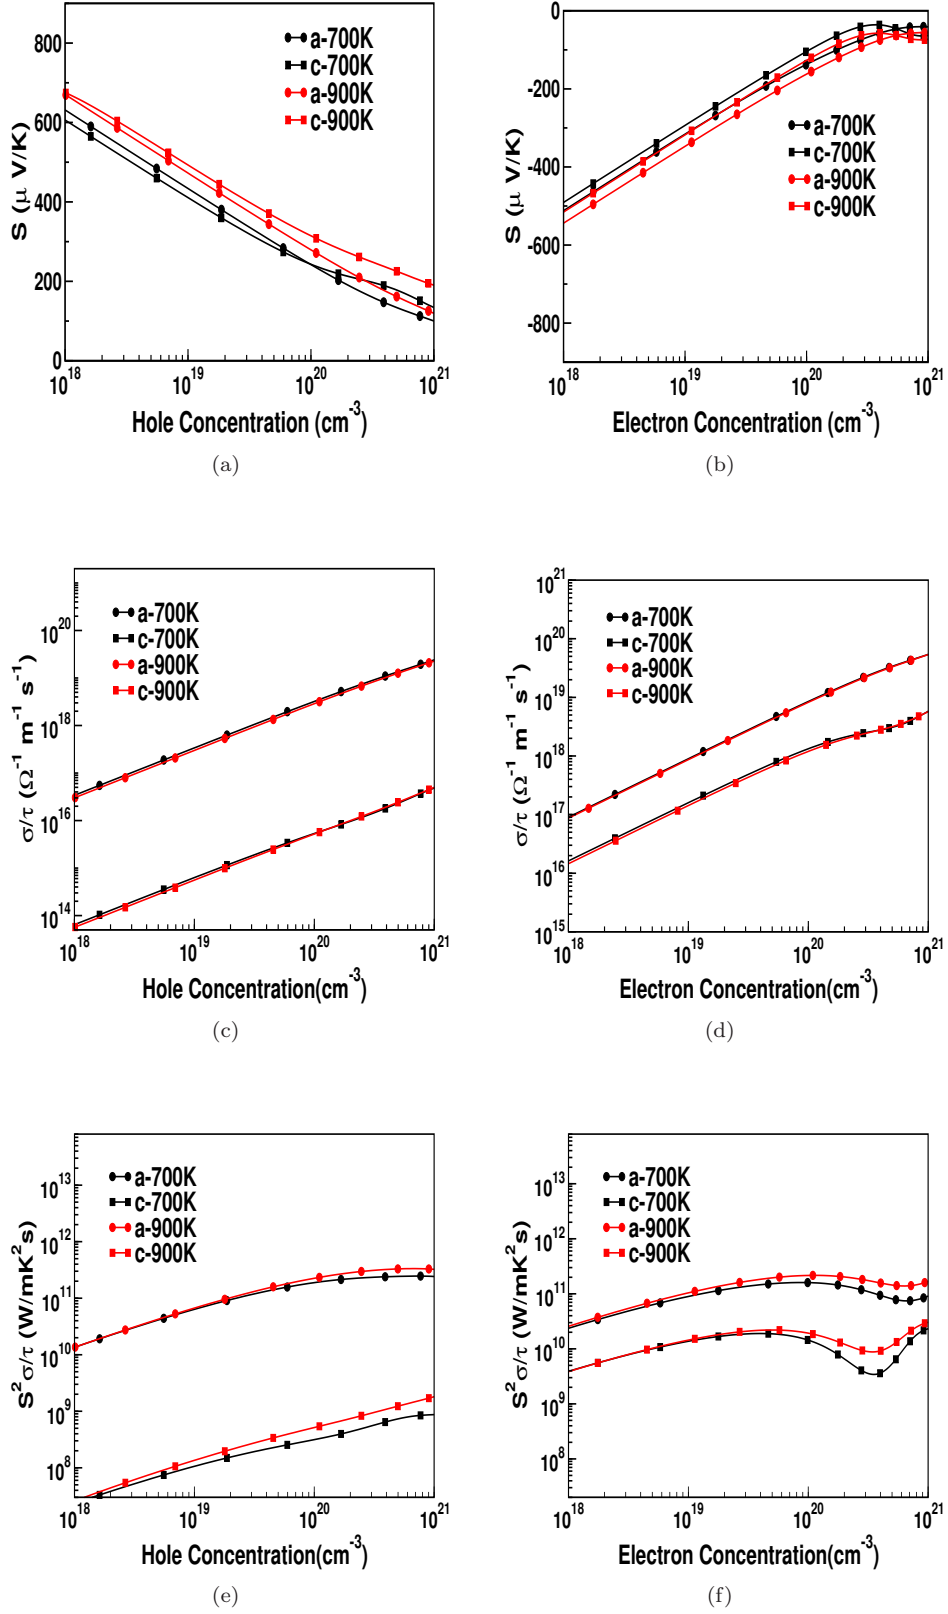 800
600
400
200
0
S (μ V/K)
a-700K
c-700K
a-900K
c-900K
10^18 10^19 10^20 10^21
Hole Concentration (cm^-3)
(a)
0
-200
-400
-600
-800
S (μ V/K)
a-700K
c-700K
a-900K
c-900K
10^18 10^19 10^20 10^21
Electron Concentration (cm^-3)
(b)
10^20
10^18
10^16
10^14
σ/τ (Ω^-1 m^-1 s^-1)
a-700K
c-700K
a-900K
c-900K
10^18 10^19 10^20 10^21
Hole Concentration(cm^-3)
(c)
10^21
10^20
10^19
10^18
10^17
10^16
10^15
σ/τ (Ω^-1 m^-1 s^-1)
a-700K
c-700K
a-900K
c-900K
10^18 10^19 10^20 10^21
Electron Concentration(cm^-3)
(d)
10^13
10^12
10^11
10^10
10^9
10^8
S^2 σ/τ (W/mK^2 s)
a-700K
c-700K
a-900K
c-900K
10^18 10^19 10^20 10^21
Hole Concentration(cm^-3)
(e)
10^13
10^12
10^11
10^10
10^9
10^8
S^2 σ/τ (W/mK^2 s)
a-700K
c-700K
a-900K
c-900K
10^18 10^19 10^20 10^21
Electron Concentration(cm^-3)
(f)